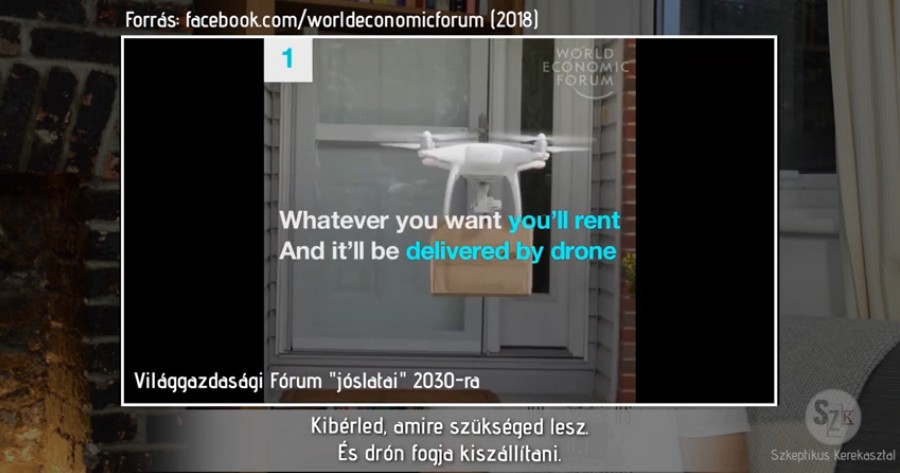 Forrás: facebook.com/worldeconomicforum (2018)
1
WORLD
ECONOMIC
FORUM
Whatever you want you'll rent
And it'll be delivered by drone
Világgazdasági Fórum "jóslatai" 2030-ra
Kibérled, amire szükséged lesz.
És drón fogja kiszállítani.
SzK
Szkeptikus Kerekasztal